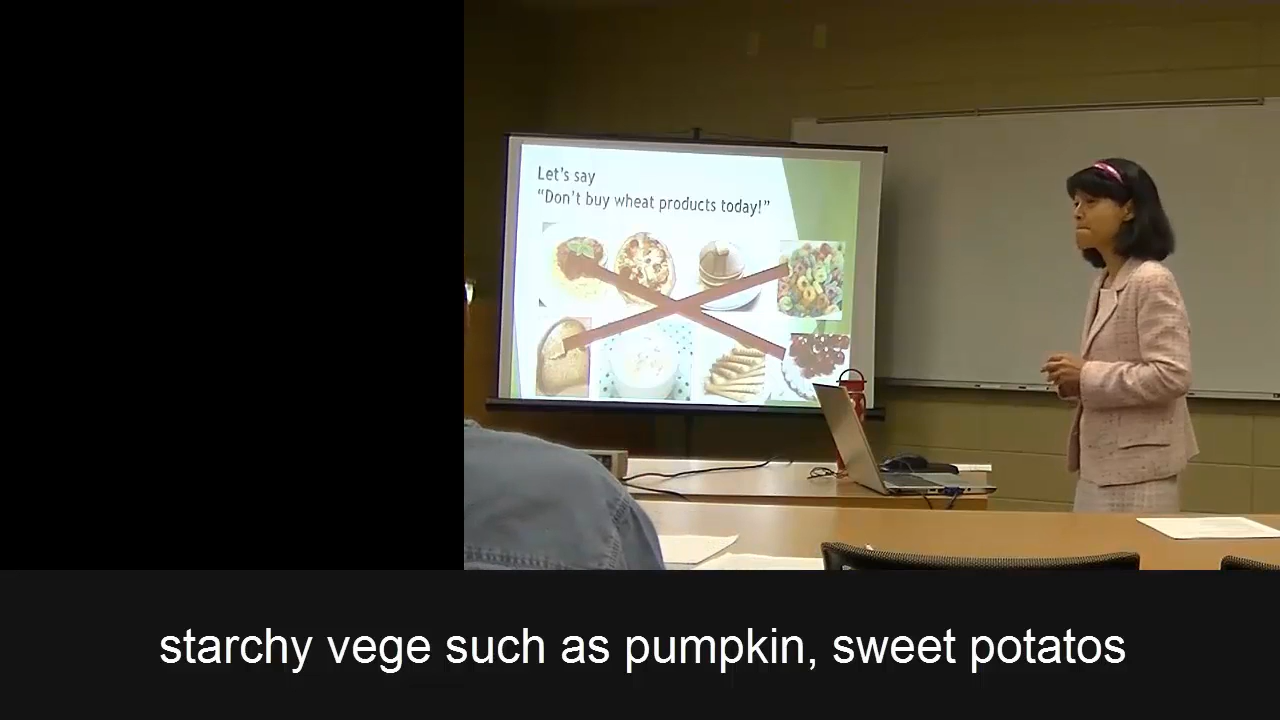 Let's say
“Don't buy wheat products today!”
starchy vege such as pumpkin, sweet potatos